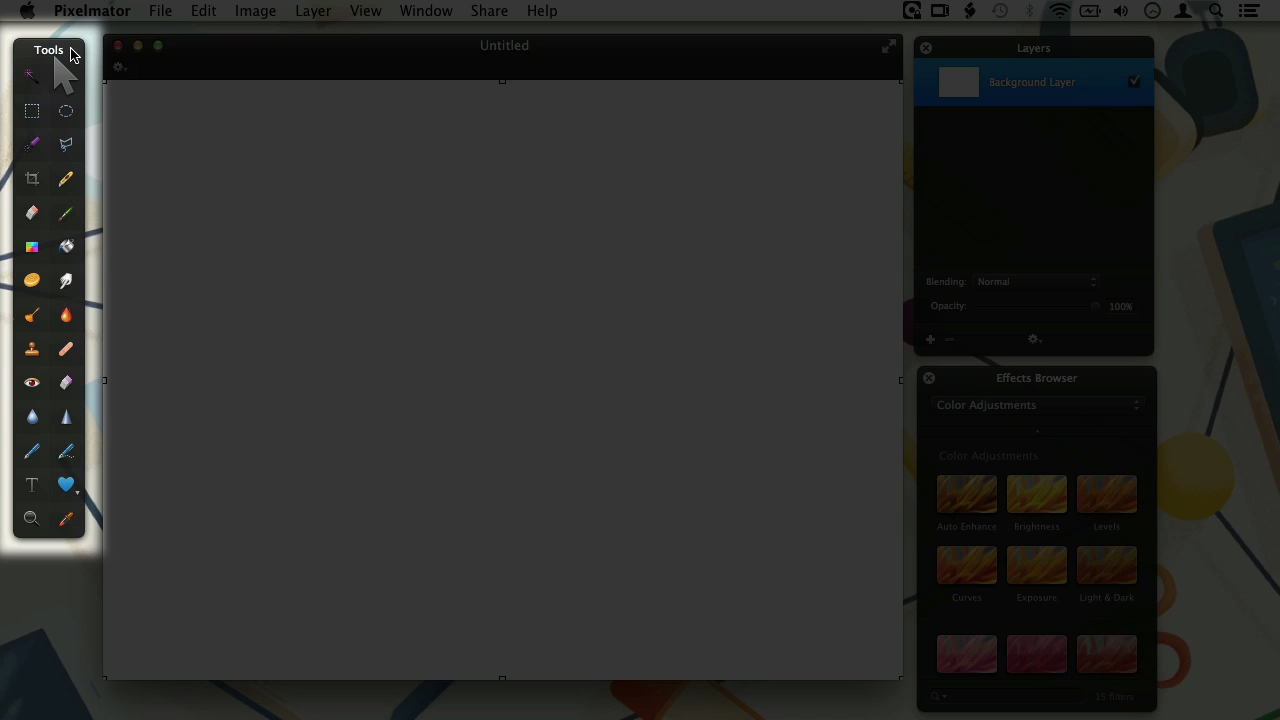 Pixelmator File Edit Image Layer View Window Share Help
Tools
Untitled
Layers
Background Layer
Blending: Normal
Opacity: 100%
Effects Browser
Color Adjustments
Color Adjustments
Auto Enhance Brightness Levels
Curves Exposure Light & Dark
15 filters
T